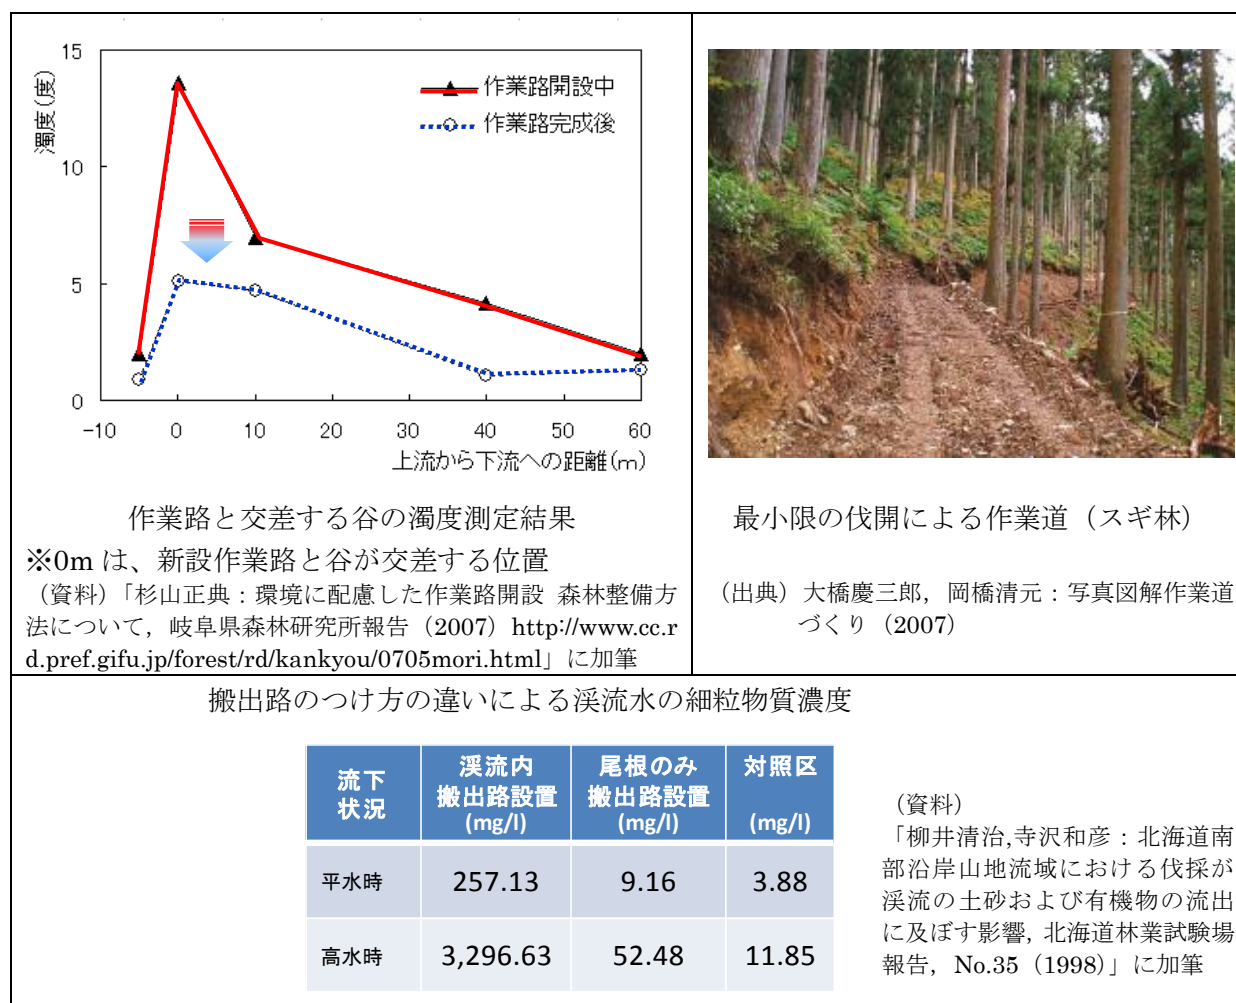 15
10
5
0
濁度(度)
作業路開設中
作業路完成後
-10 0 10 20 30 40 50 60
上流から下流への距離(m)
作業路と交差する谷の濁度測定結果
※0m は、新設作業路と谷が交差する位置
（資料）「杉山正典：環境に配慮した作業路開設 森林整備方
法について，岐阜県森林研究所報告（2007）http://www.cc.r
d.pref.gifu.jp/forest/rd/kankyou/0705mori.html」に加筆
最小限の伐開による作業道（スギ林）
（出典）大橋慶三郎，岡橋清元：写真図解作業道
づくり（2007）
搬出路のつけ方の違いによる渓流水の細粒物質濃度
流下
状況
渓流内
搬出路設置
(mg/l)
尾根のみ
搬出路設置
(mg/l)
対照区
(mg/l)
平水時 257.13 9.16 3.88
高水時 3,296.63 52.48 11.85
（資料）
「柳井清治,寺沢和彦：北海道南
部沿岸山地流域における伐採が
渓流の土砂および有機物の流出
に及ぼす影響，北海道林業試験場
報告，No.35（1998）」に加筆